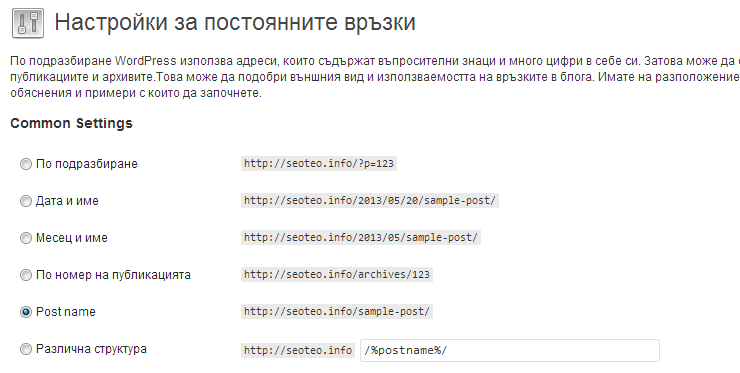 Настройки за постоянните връзки
По подразбиране WordPress използва адреси, които съдържат въпросителни знаци и много цифри в себе си. Затова може да
публикациите и архивите.Това може да подобри външния вид и използваемостта на връзките в блога. Имате на разположение
обяснения и примери с които да започнете.
Common Settings
По подразбиране http://seoteo.info/?p=123
Дата и име http://seoteo.info/2013/05/20/sample-post/
Месец и име http://seoteo.info/2013/05/sample-post/
По номер на публикацията http://seoteo.info/archives/123
Post name http://seoteo.info/sample-post/
Различна структура http://seoteo.info /%postname%/